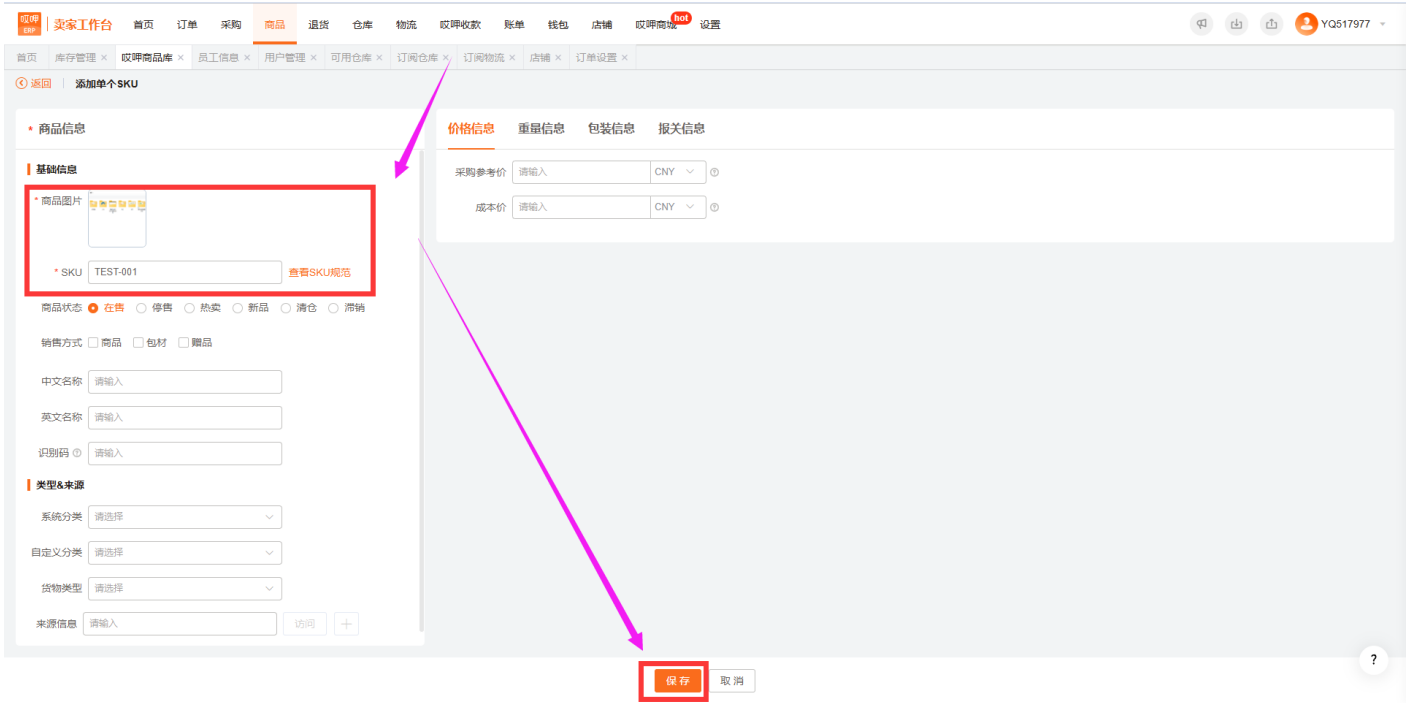 哎呷 卖家工作台 首页 订单 采购 商品 退货 仓库 物流 哎呷收款 账单 钱包 店铺 哎呷商城 hot 设置 YQ517977
ERP
首页 库存管理 × 哎呷商品库 × 员工信息 × 用户管理 × 可用仓库 × 订阅仓库 × 订阅物流 × 店铺 × 订单设置 ×
返回 添加单个SKU
* 商品信息
基础信息
* 商品图片
* SKU TEST-001 查看SKU规范
商品状态 在售 停售 热卖 新品 清仓 滞销
销售方式 商品 包材 赠品
中文名称 请输入
英文名称 请输入
识别码 ? 请输入
类型&来源
系统分类 请选择
自定义分类 请选择
货物类型 请选择
来源信息 请输入 访问 +
价格信息 重量信息 包装信息 报关信息
采购参考价 请输入 CNY ?
成本价 请输入 CNY ?
?
保存 取消